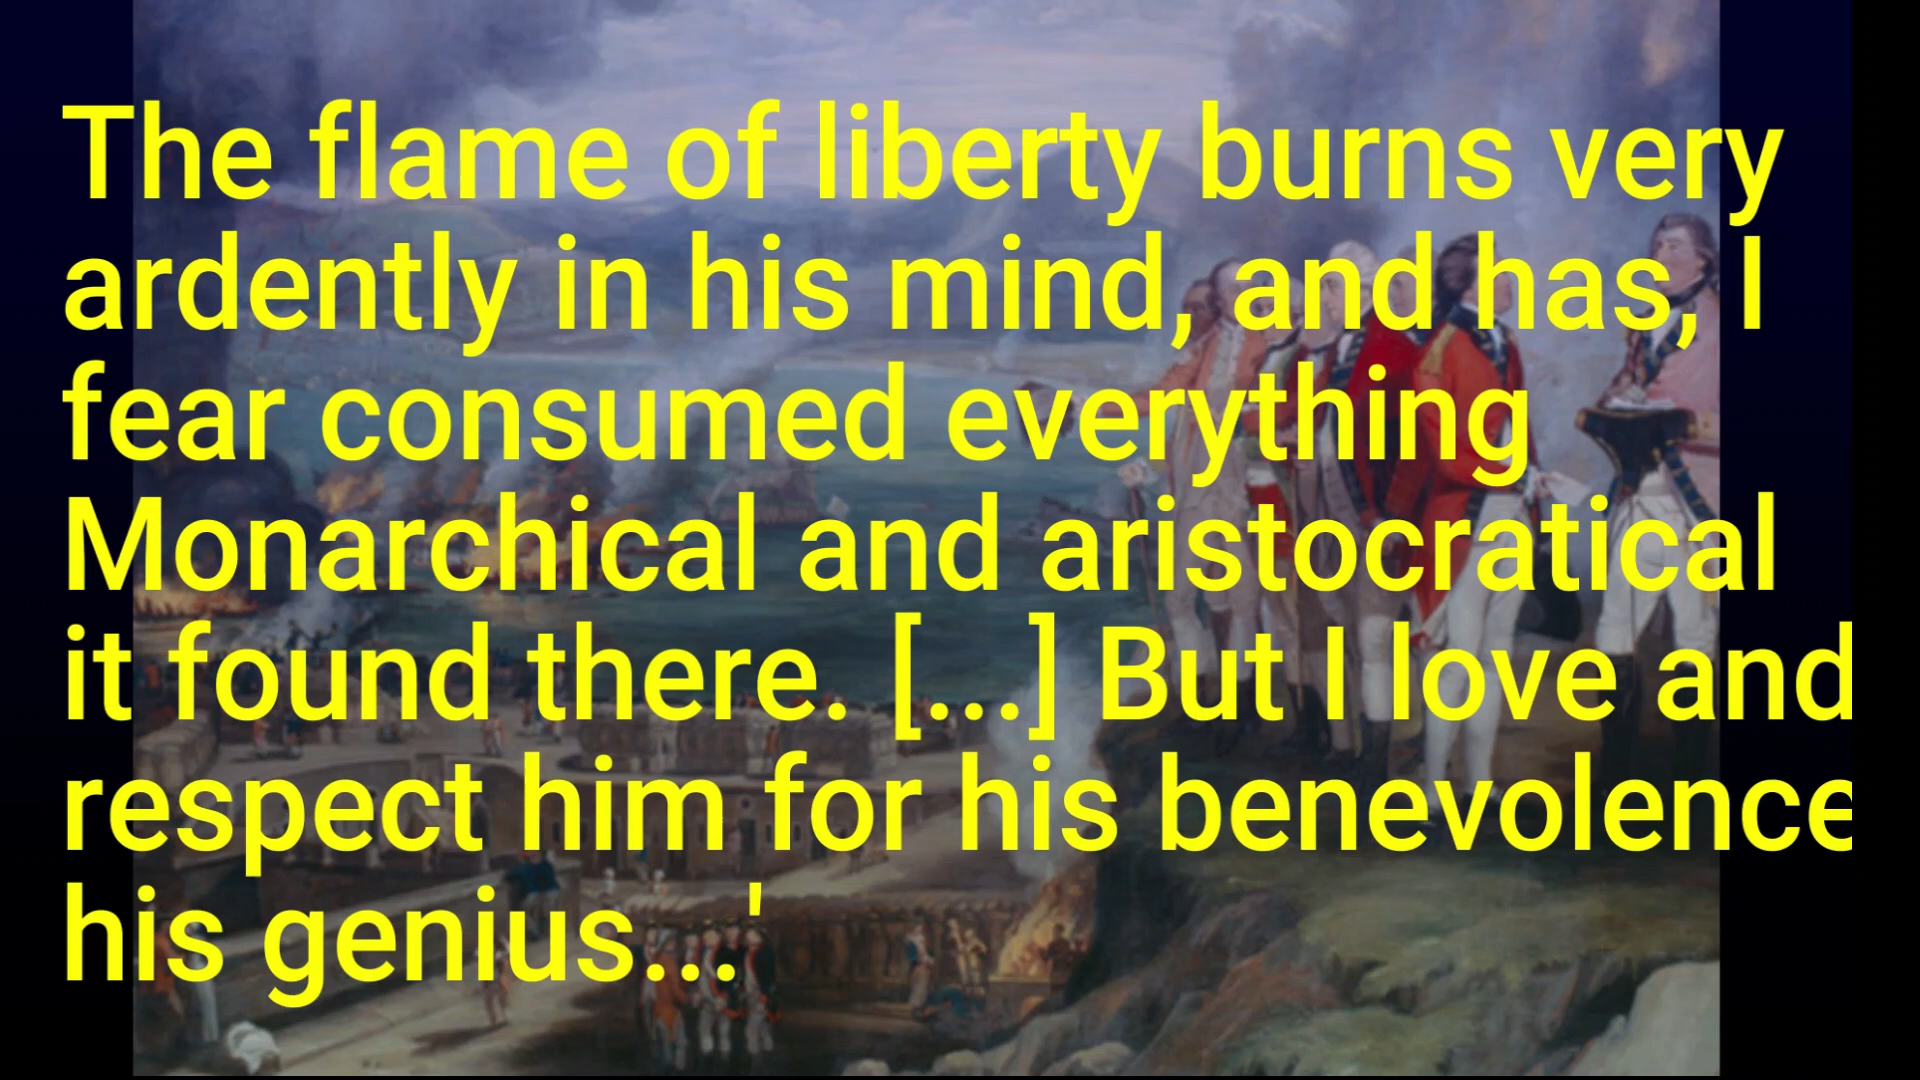 The flame of liberty burns very
ardently in his mind, and has, I
fear consumed everything
Monarchical and aristocratical
it found there. [...] But I love and
respect him for his benevolence
his genius...'